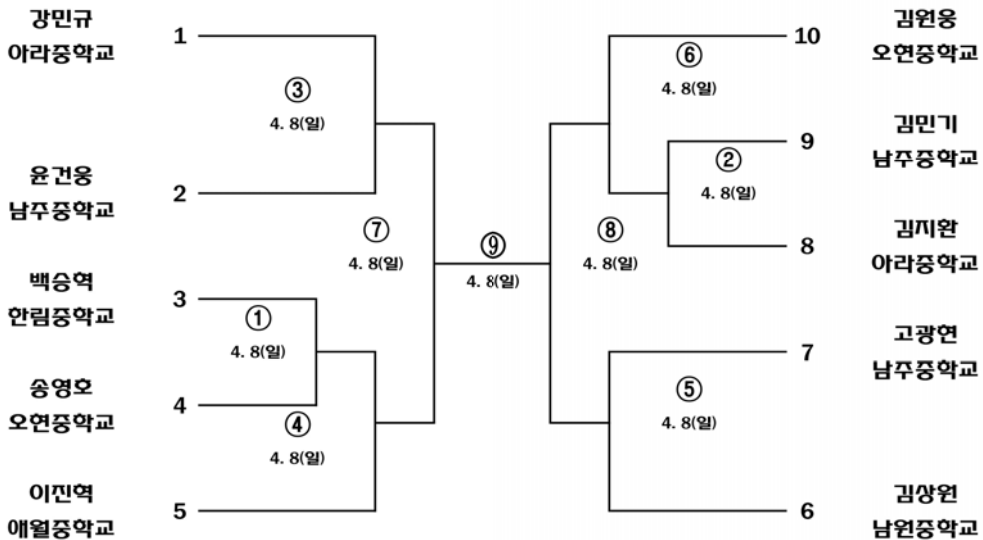 강민규
아라중학교
1
③
4. 8(일)
윤건웅
남주중학교
2
⑦
4. 8(일)
백승혁
한림중학교
3
①
4. 8(일)
송영호
오현중학교
4
④
4. 8(일)
이진혁
애월중학교
5
⑨
4. 8(일)
10
김원웅
오현중학교
⑥
4. 8(일)
9
김민기
남주중학교
②
4. 8(일)
8
김지환
아라중학교
⑧
4. 8(일)
7
고광현
남주중학교
⑤
4. 8(일)
6
김상원
남원중학교